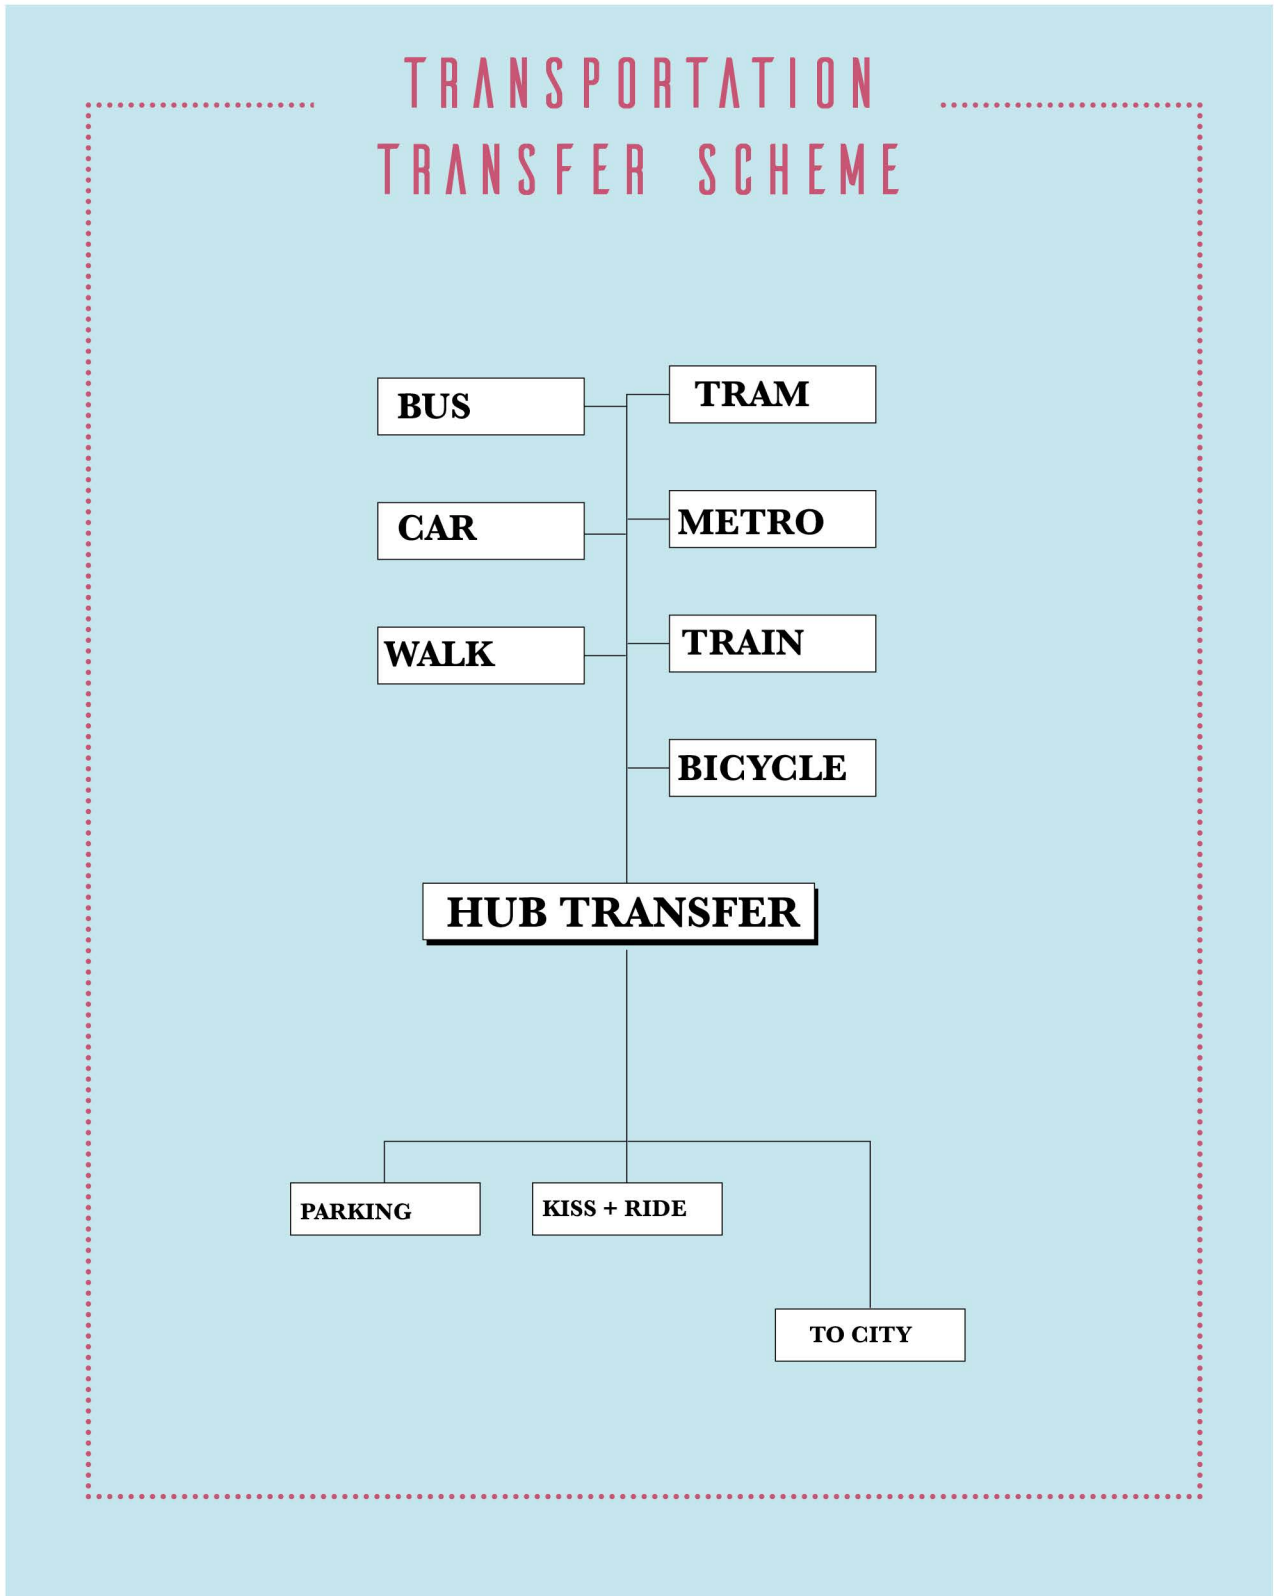 TRANSPORTATION
TRANSFER SCHEME
BUS
TRAM
CAR
METRO
WALK
TRAIN
BICYCLE
HUB TRANSFER
PARKING
KISS + RIDE
TO CITY